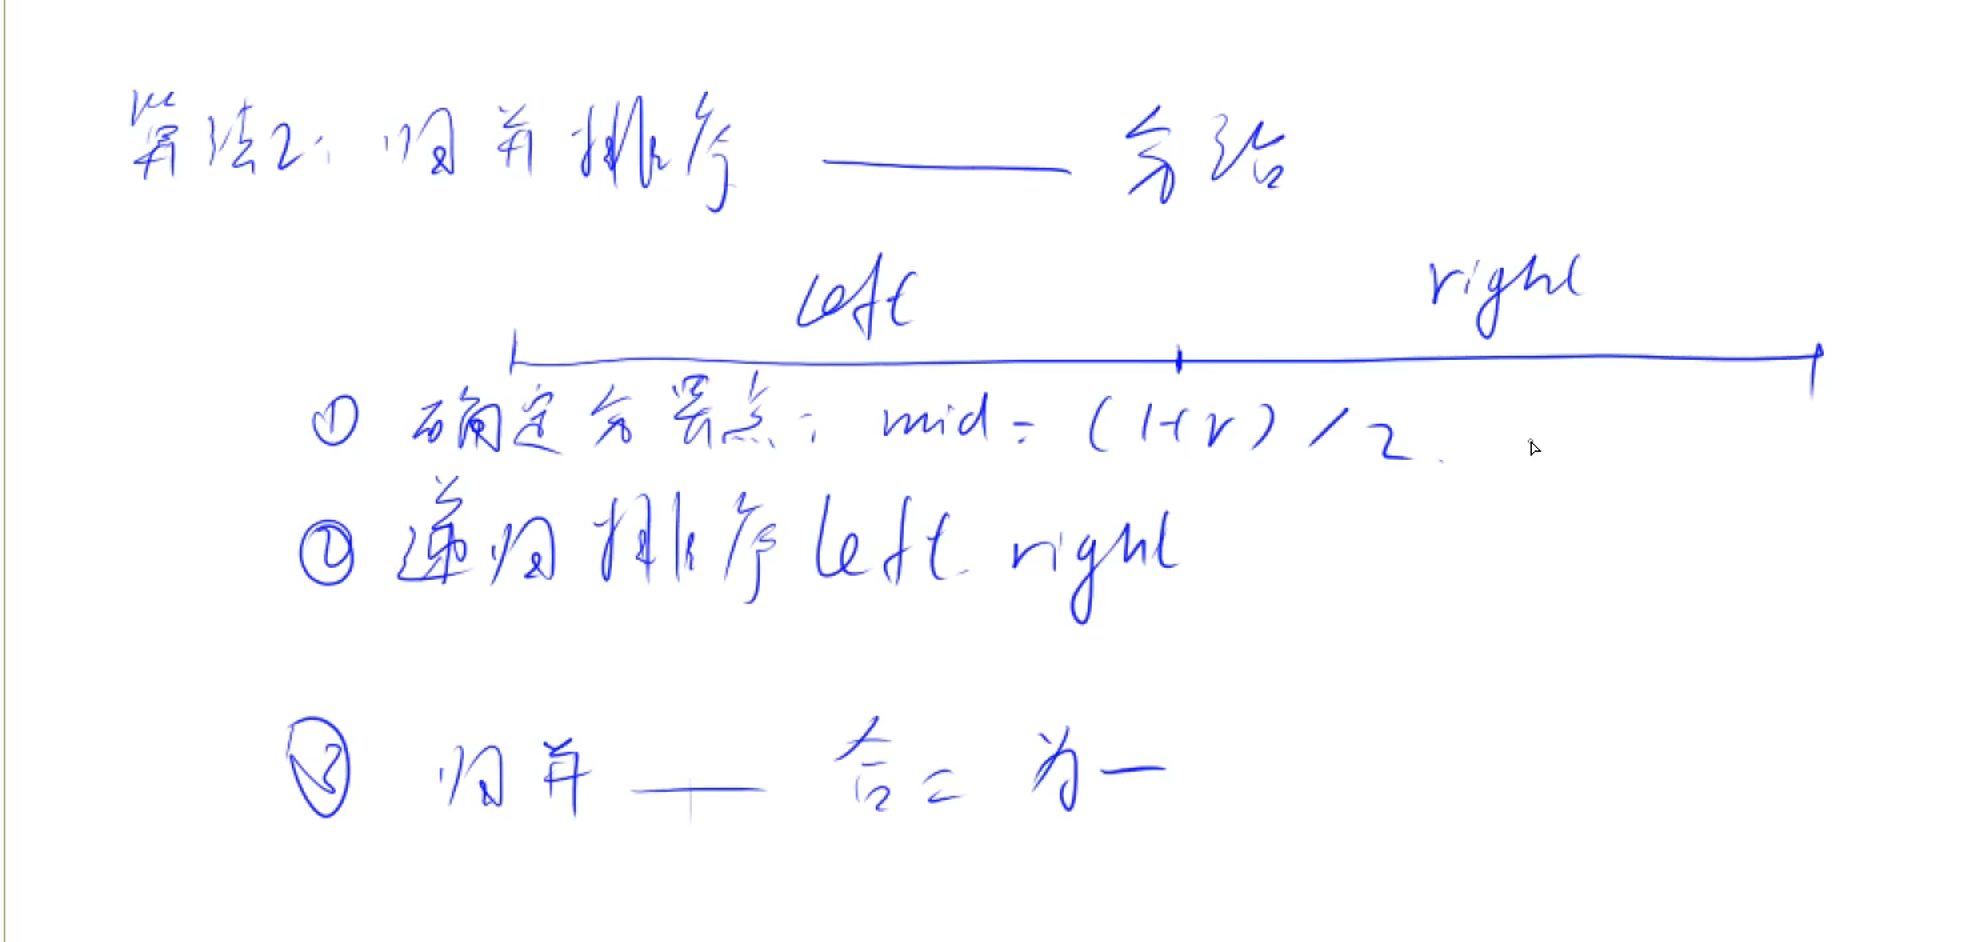 算法2: 归并排序 —— 分治
left right
① 确定分界点: mid = (l+r) / 2.
② 递归排序 left. right
③ 归并 —— 合二为一